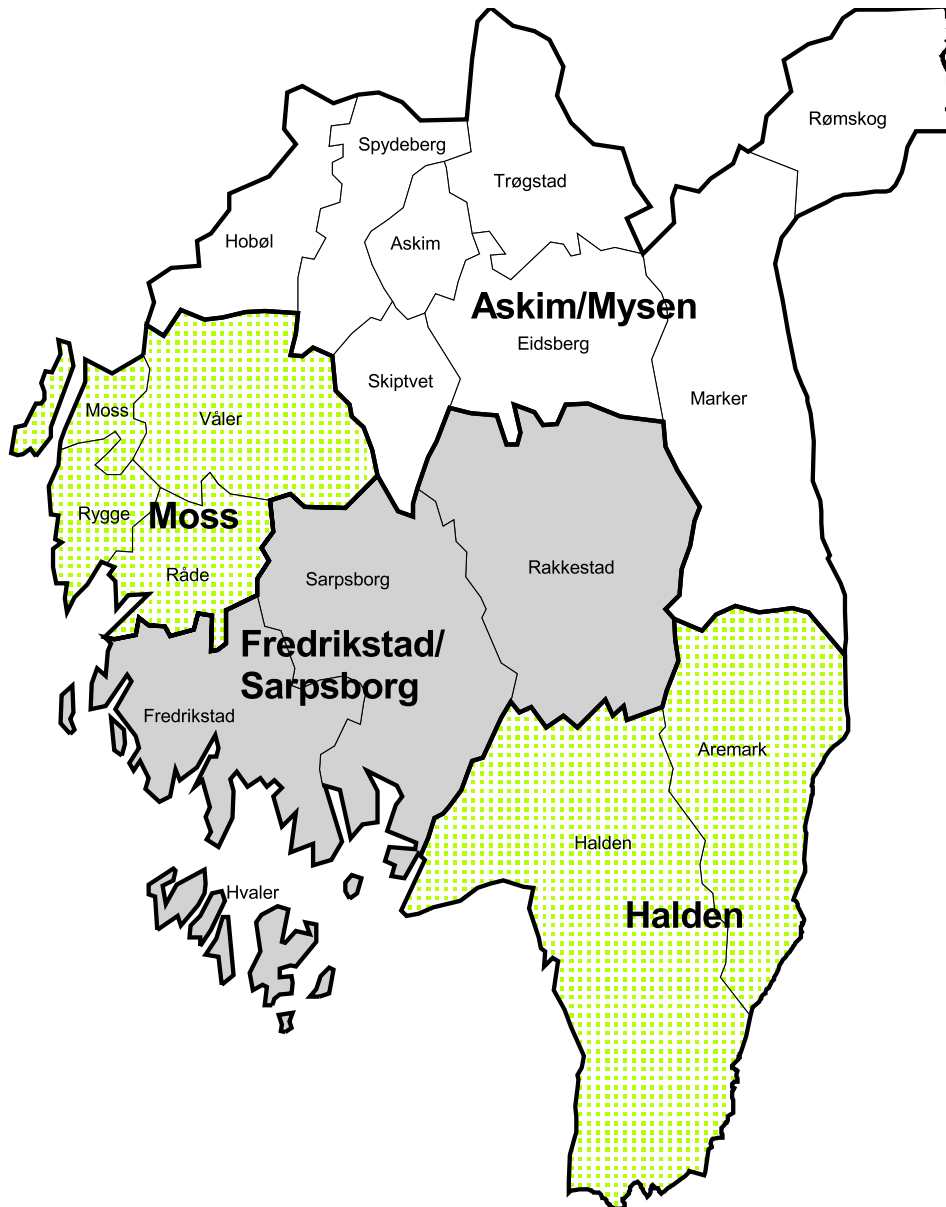 Rømskog
Spydeberg
Trøgstad
Hobøl
Askim
Askim/Mysen
Eidsberg
Skiptvet
Marker
Moss
Våler
Rygge
Moss
Råde
Sarpsborg
Rakkestad
Fredrikstad/
Sarpsborg
Fredrikstad
Aremark
Halden
Hvaler
Halden